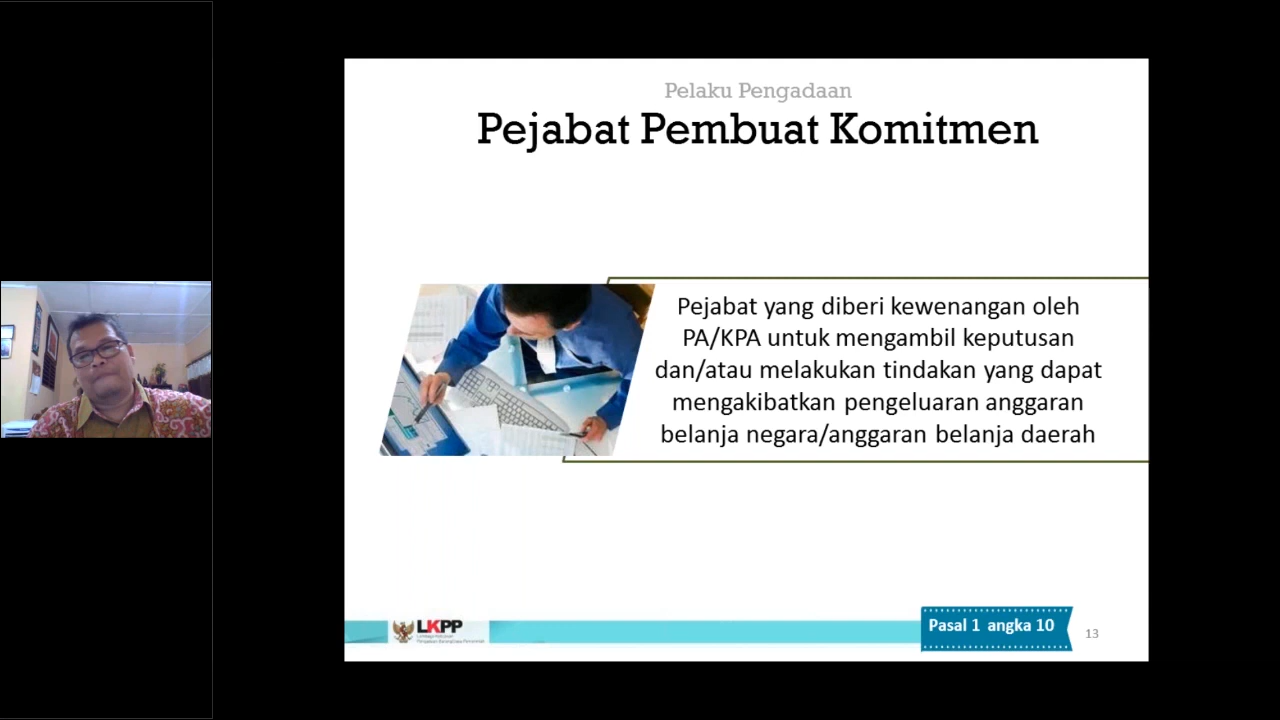 Pelaku Pengadaan
Pejabat Pembuat Komitmen
Pejabat yang diberi kewenangan oleh
PA/KPA untuk mengambil keputusan
dan/atau melakukan tindakan yang dapat
mengakibatkan pengeluaran anggaran
belanja negara/anggaran belanja daerah
LKPP
Pasal 1 angka 10
13